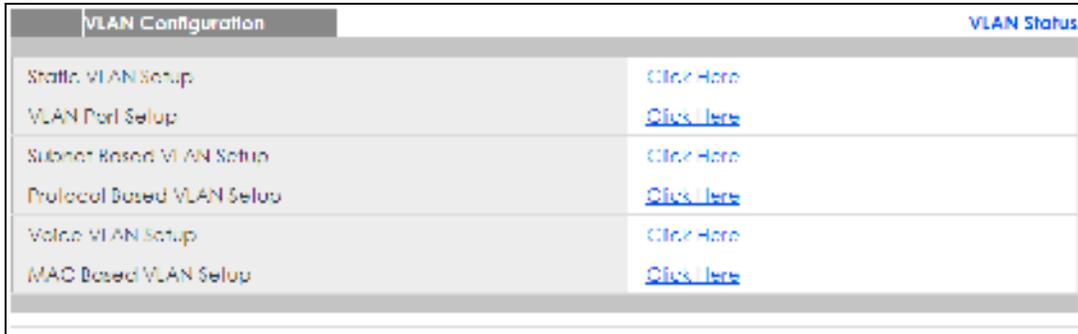 VLAN Configuration VLAN Status
Static VLAN Setup Click Here
VLAN Port Setup Click Here
Subnet Based VLAN Setup Click Here
Protocol Based VLAN Setup Click Here
Voice VLAN Setup Click Here
MAC Based VLAN Setup Click Here